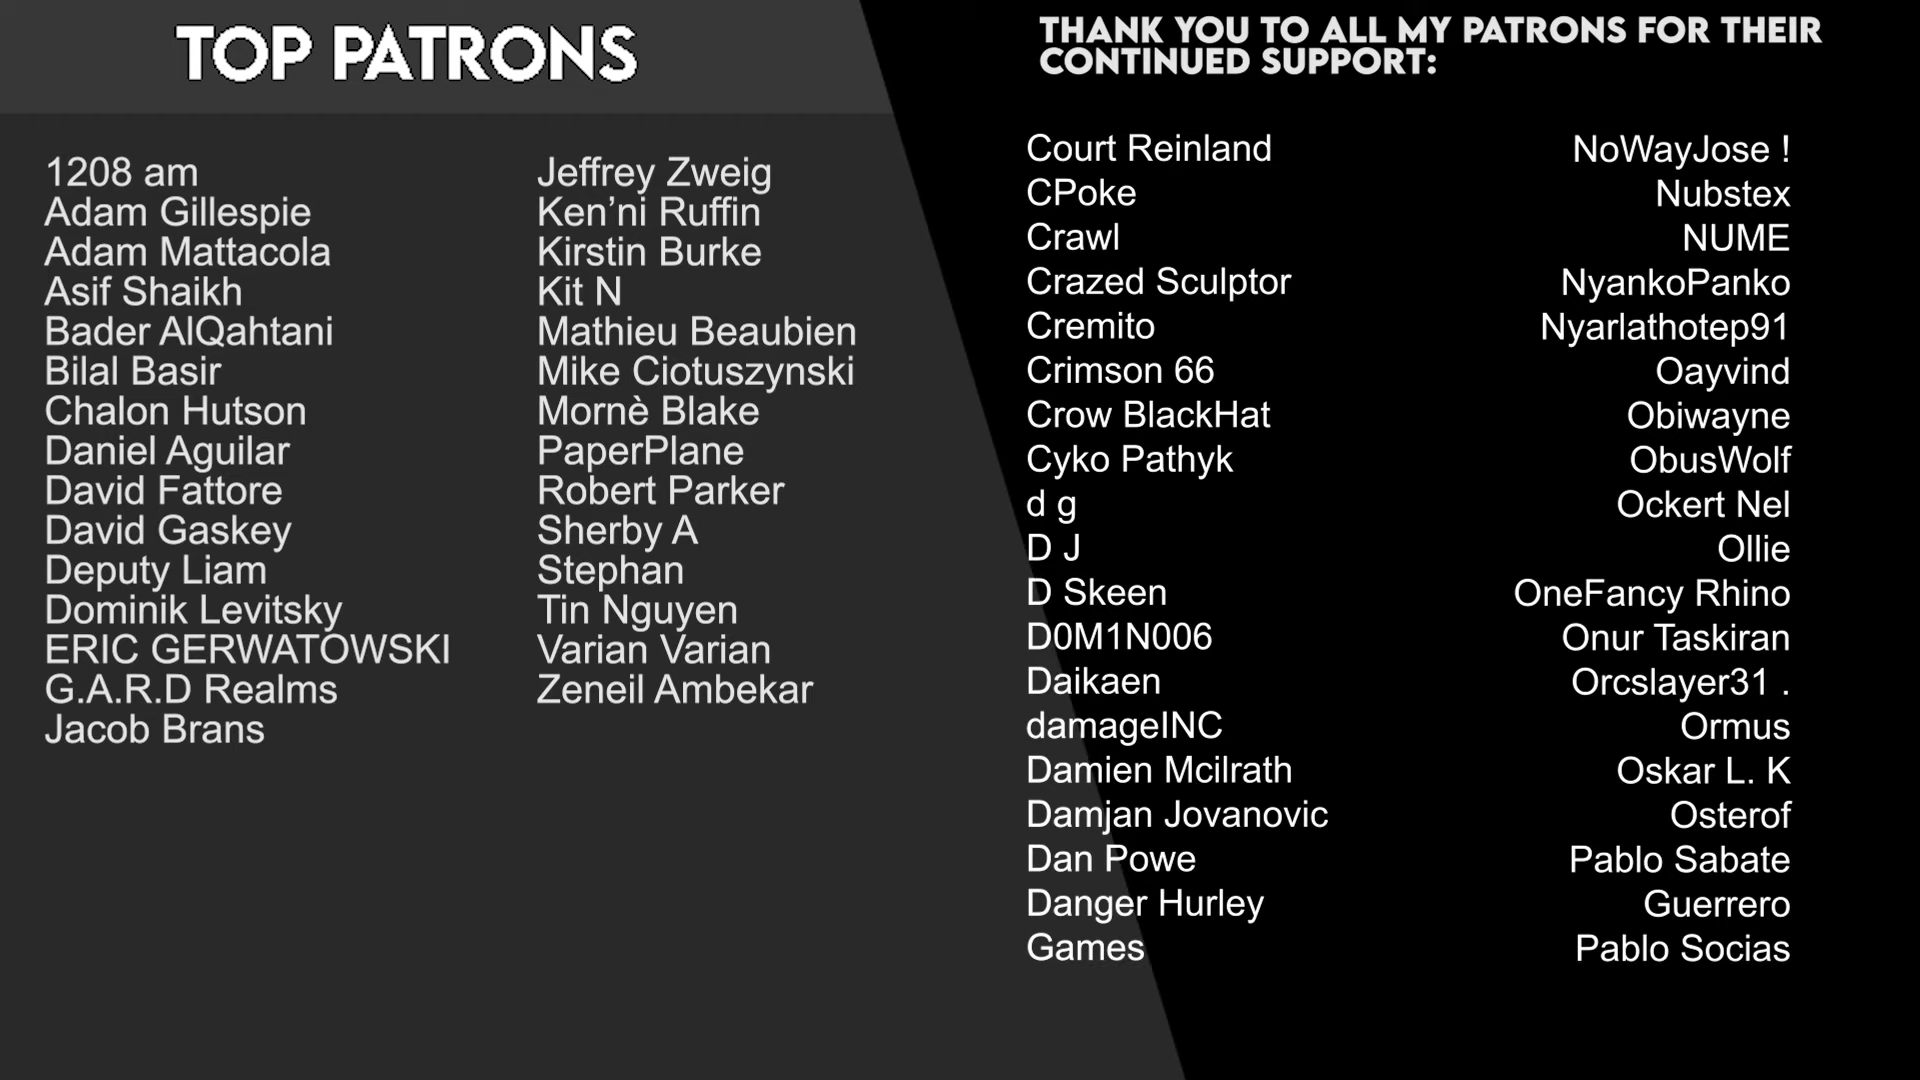 TOP PATRONS
1208 am
Adam Gillespie
Adam Mattacola
Asif Shaikh
Bader AlQahtani
Bilal Basir
Chalon Hutson
Daniel Aguilar
David Fattore
David Gaskey
Deputy Liam
Dominik Levitsky
ERIC GERWATOWSKI
G.A.R.D Realms
Jacob Brans
Jeffrey Zweig
Ken’ni Ruffin
Kirstin Burke
Kit N
Mathieu Beaubien
Mike Ciotuszynski
Mornè Blake
PaperPlane
Robert Parker
Sherby A
Stephan
Tin Nguyen
Varian Varian
Zeneil Ambekar
THANK YOU TO ALL MY PATRONS FOR THEIR
CONTINUED SUPPORT:
Court Reinland
CPoke
Crawl
Crazed Sculptor
Cremito
Crimson 66
Crow BlackHat
Cyko Pathyk
d g
D J
D Skeen
D0M1N006
Daikaen
damageINC
Damien Mcilrath
Damjan Jovanovic
Dan Powe
Danger Hurley
Games
NoWayJose !
Nubstex
NUME
NyankoPanko
Nyarlathotep91
Oayvind
Obiwayne
ObusWolf
Ockert Nel
Ollie
OneFancy Rhino
Onur Taskiran
Orcslayer31 .
Ormus
Oskar L. K
Osterof
Pablo Sabate
Guerrero
Pablo Socias